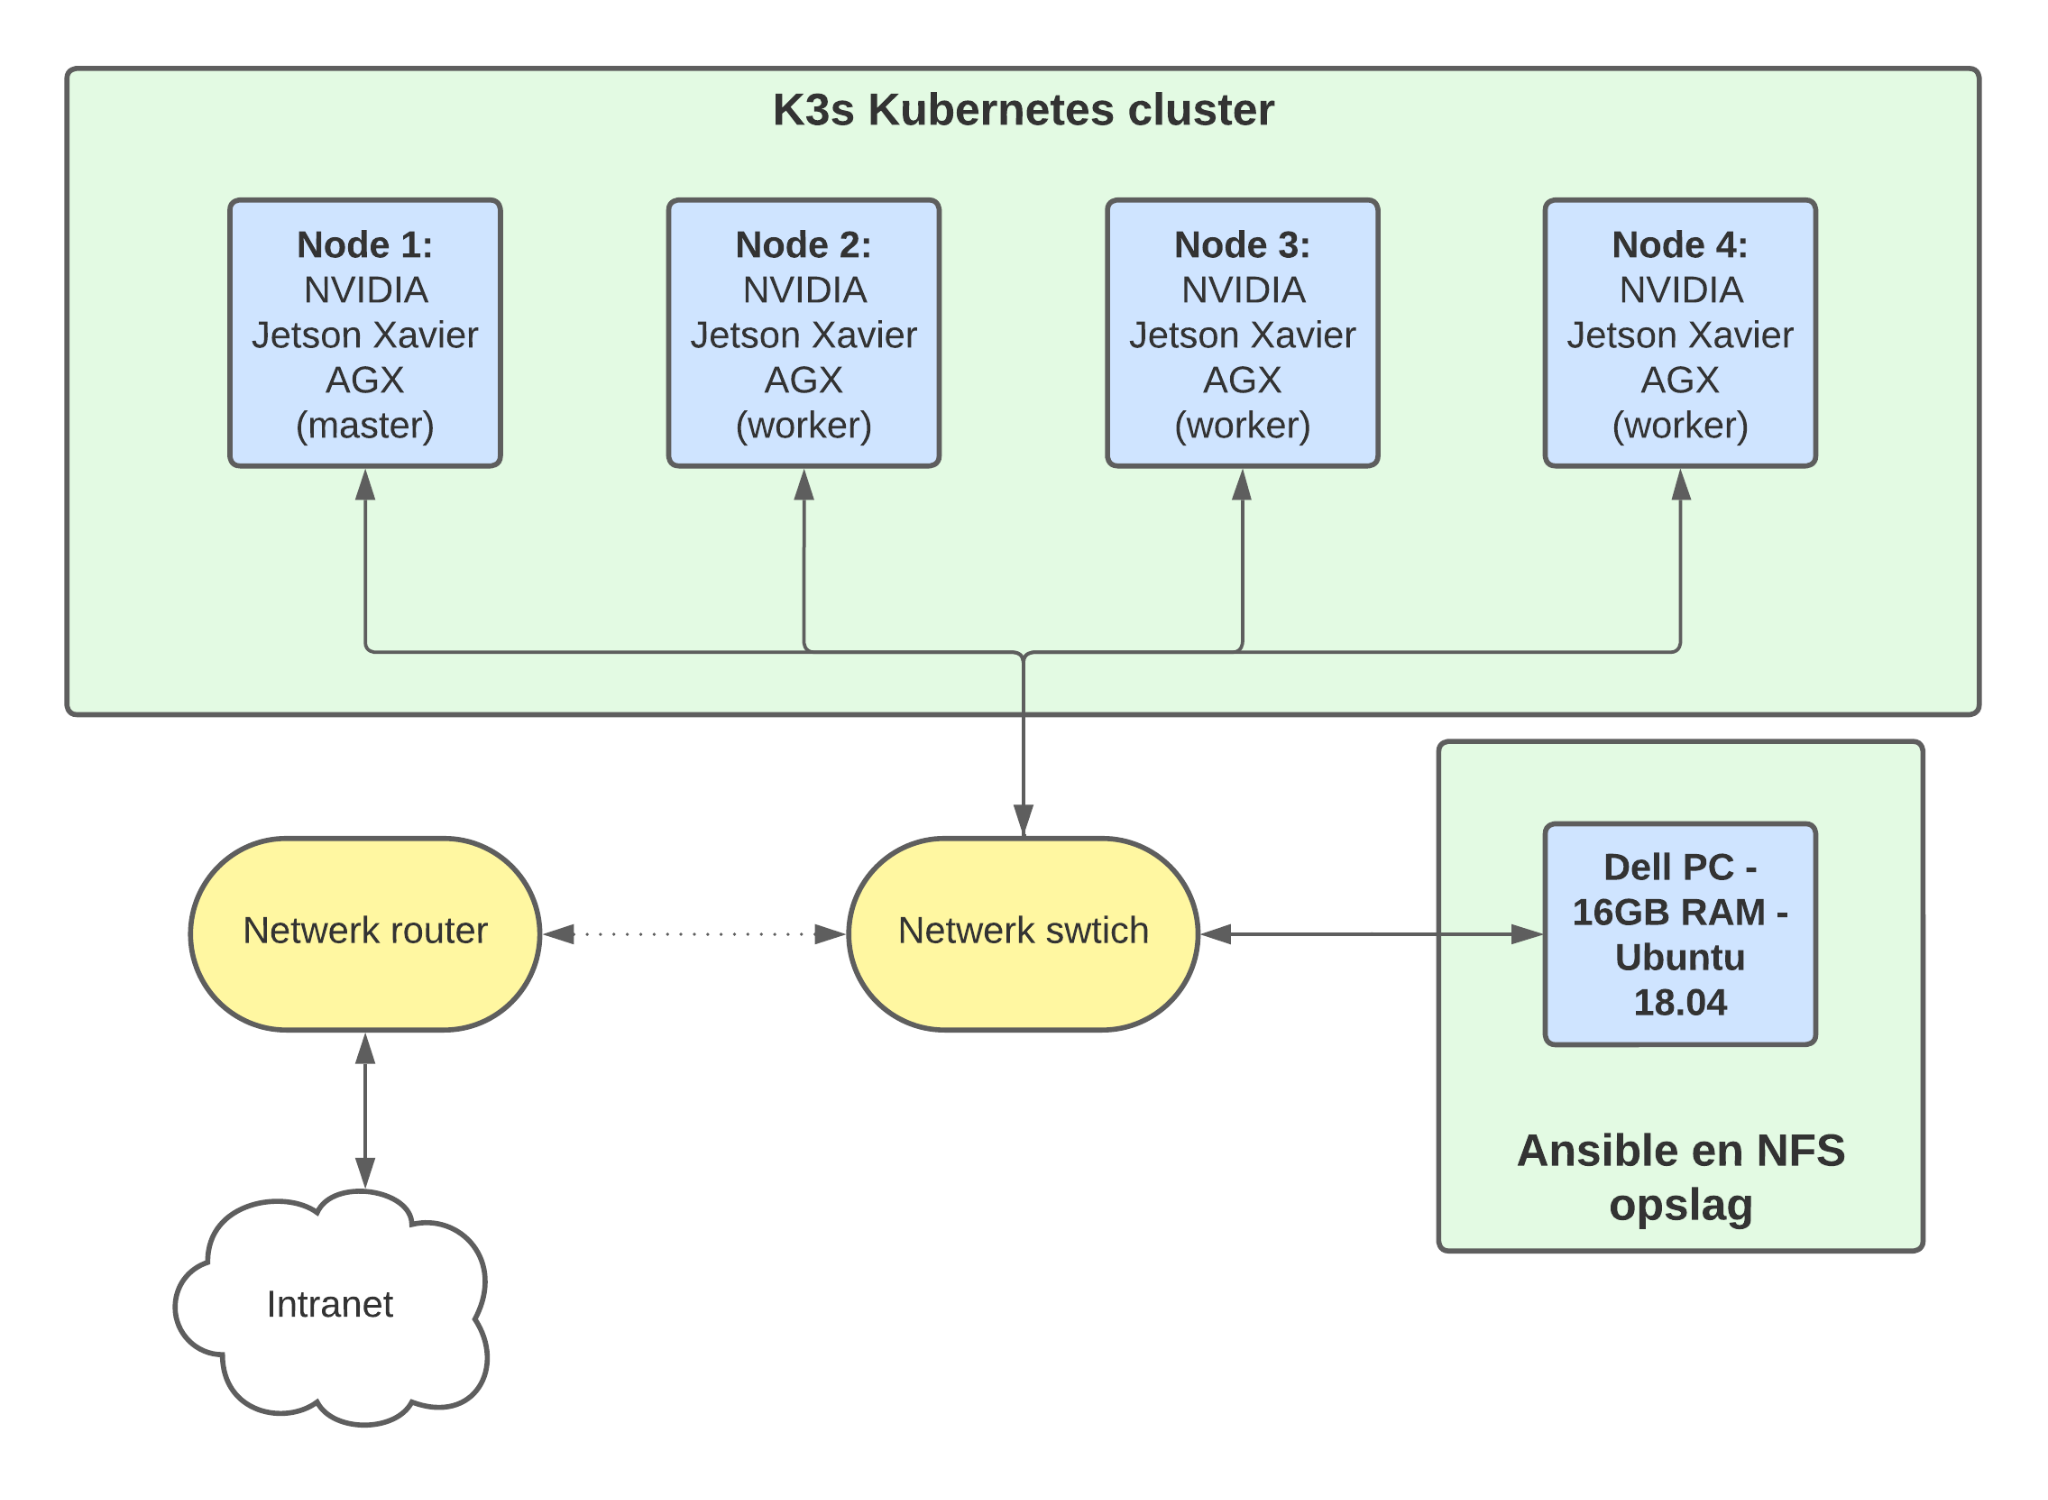 K3s Kubernetes cluster
Node 1:
NVIDIA
Jetson Xavier
AGX
(master)
Node 2:
NVIDIA
Jetson Xavier
AGX
(worker)
Node 3:
NVIDIA
Jetson Xavier
AGX
(worker)
Node 4:
NVIDIA
Jetson Xavier
AGX
(worker)
Netwerk router
Netwerk swtich
Dell PC -
16GB RAM -
Ubuntu
18.04
Ansible en NFS
opslag
Intranet